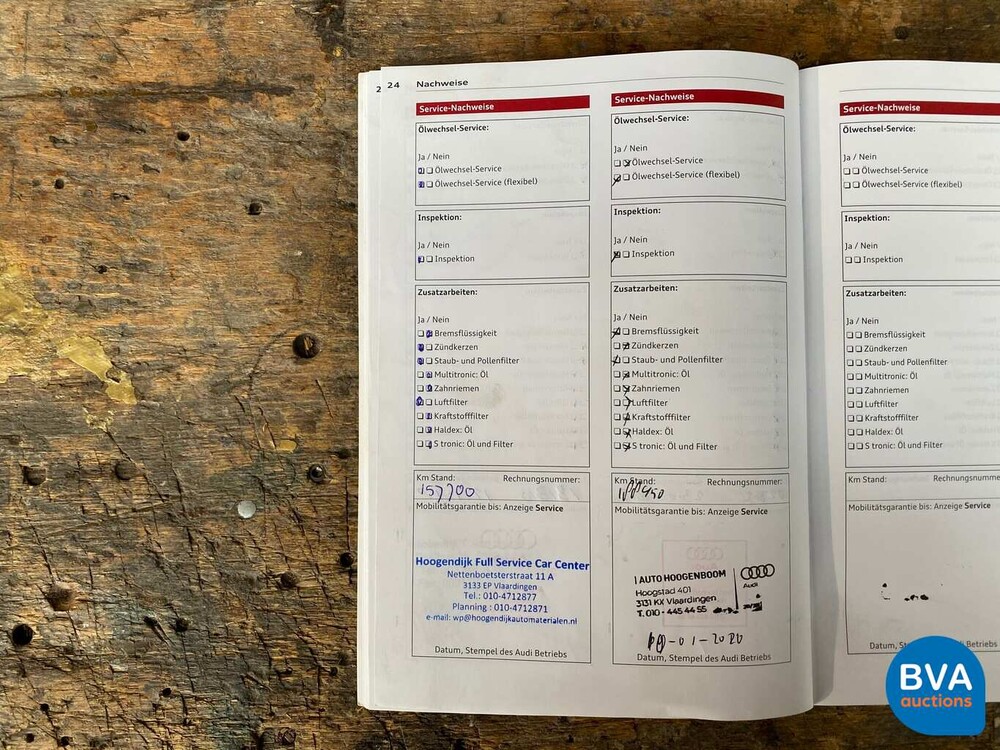 2 24 Nachweise
Service-Nachweise
Ölwechsel-Service:
Ja / Nein
Ölwechsel-Service
Ölwechsel-Service (flexibel)
Inspektion:
Ja / Nein
Inspektion
Zusatzarbeiten:
Ja / Nein
Bremsflüssigkeit
Zündkerzen
Staub- und Pollenfilter
Multitronic: Öl
Zahnriemen
Luftfilter
Kraftstofffilter
Haldex: Öl
S tronic: Öl und Filter
Km Stand: Rechnungsnummer:
157700
Mobilitätsgarantie bis: Anzeige Service
Hoogendijk Full Service Car Center
Nettenboetsterstraat 11 A
3133 EP Vlaardingen
Tel.: 010-4712877
Planning : 010-4712871
e-mail: wp@hoogendijkautomaterialen.nl
Datum, Stempel des Audi Betriebs
Service-Nachweise
Ölwechsel-Service:
Ja / Nein
Ölwechsel-Service
Ölwechsel-Service (flexibel)
Inspektion:
Ja / Nein
Inspektion
Zusatzarbeiten:
Ja / Nein
Bremsflüssigkeit
Zündkerzen
Staub- und Pollenfilter
Multitronic: Öl
Zahnriemen
Luftfilter
Kraftstofffilter
Haldex: Öl
S tronic: Öl und Filter
Km Stand: Rechnungsnummer:
Mobilitätsgarantie bis: Anzeige Service
AUTO HOOGENBOOM
Audi
Hoogstad 401
3131 KX Vlaardingen
T. 010 - 445 44 55
-01-2020
Datum, Stempel des Audi Betriebs
Service-Nachweise
Ölwechsel-Service:
Ja / Nein
Ölwechsel-Service
Ölwechsel-Service (flexibel)
Inspektion:
Ja / Nein
Inspektion
Zusatzarbeiten:
Ja / Nein
Bremsflüssigkeit
Zündkerzen
Staub- und Pollenfilter
Multitronic: Öl
Zahnriemen
Luftfilter
Kraftstofffilter
Haldex: Öl
S tronic: Öl und Filter
Km Stand: Rechnungsnummer:
Mobilitätsgarantie bis: Anzeige Service
Datum, Stempel des Audi Betriebs
BVA
auctions